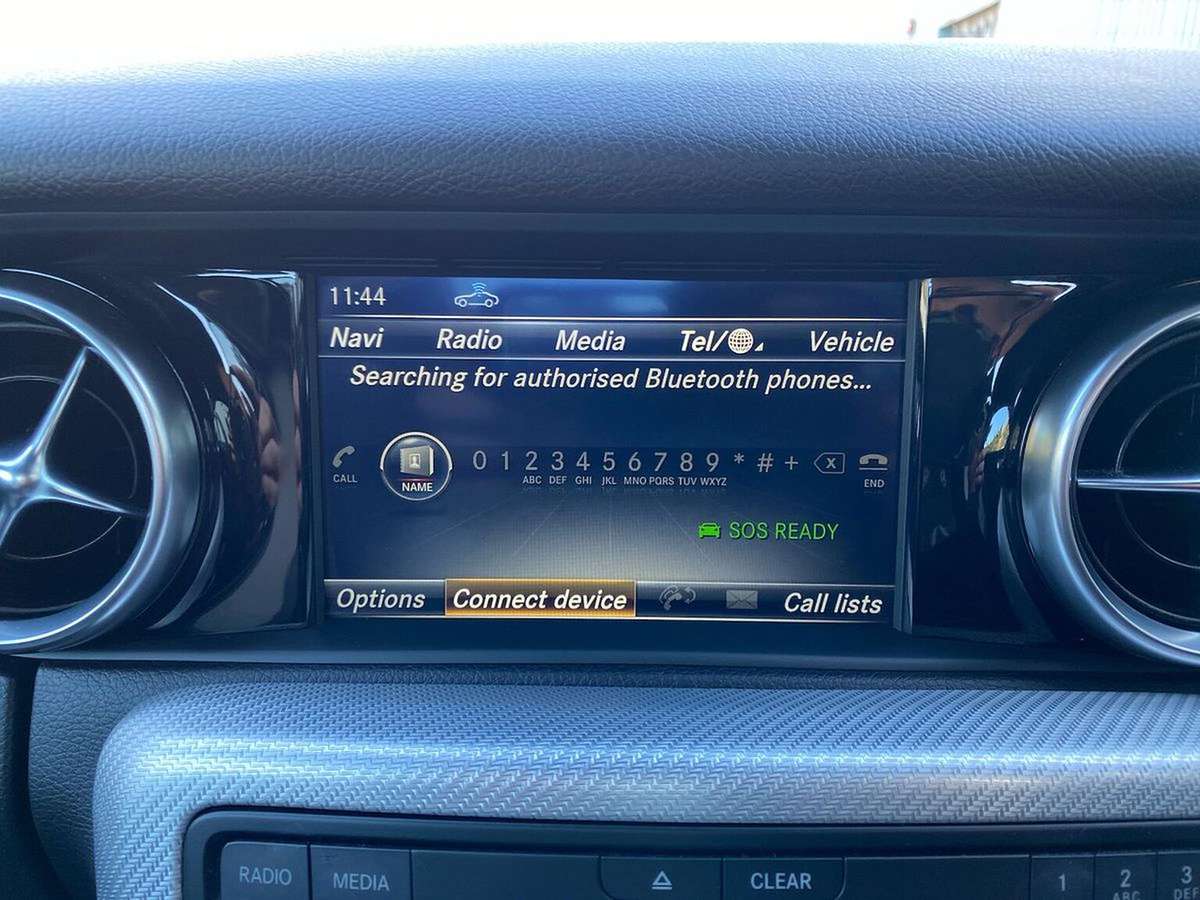 11:44
Navi Radio Media Tel/ Vehicle
Searching for authorised Bluetooth phones...
CALL NAME 0 1 2 3 4 5 6 7 8 9 * # + X END
ABC DEF GHI JKL MNO PQRS TUV WXYZ
SOS READY
Options Connect device Call lists
RADIO MEDIA CLEAR 1 2 3
ABC DEF